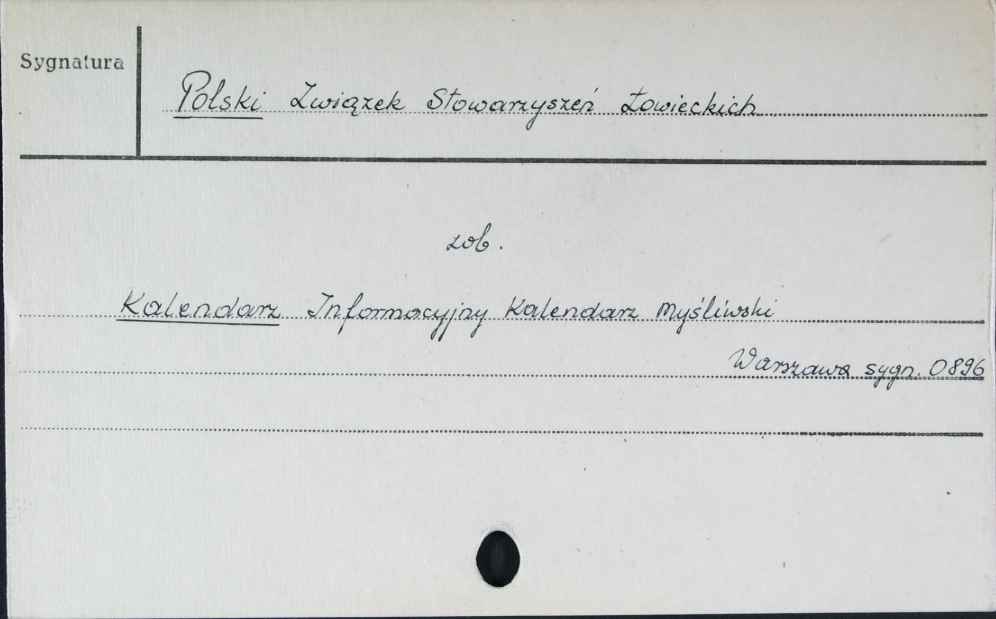 Sygnatura
Polski Związek Stowarzyszeń Łowieckich
zob.
Kalendarz Informacyjny Kalendarz Myśliwski
Warszawa sygn. 0896